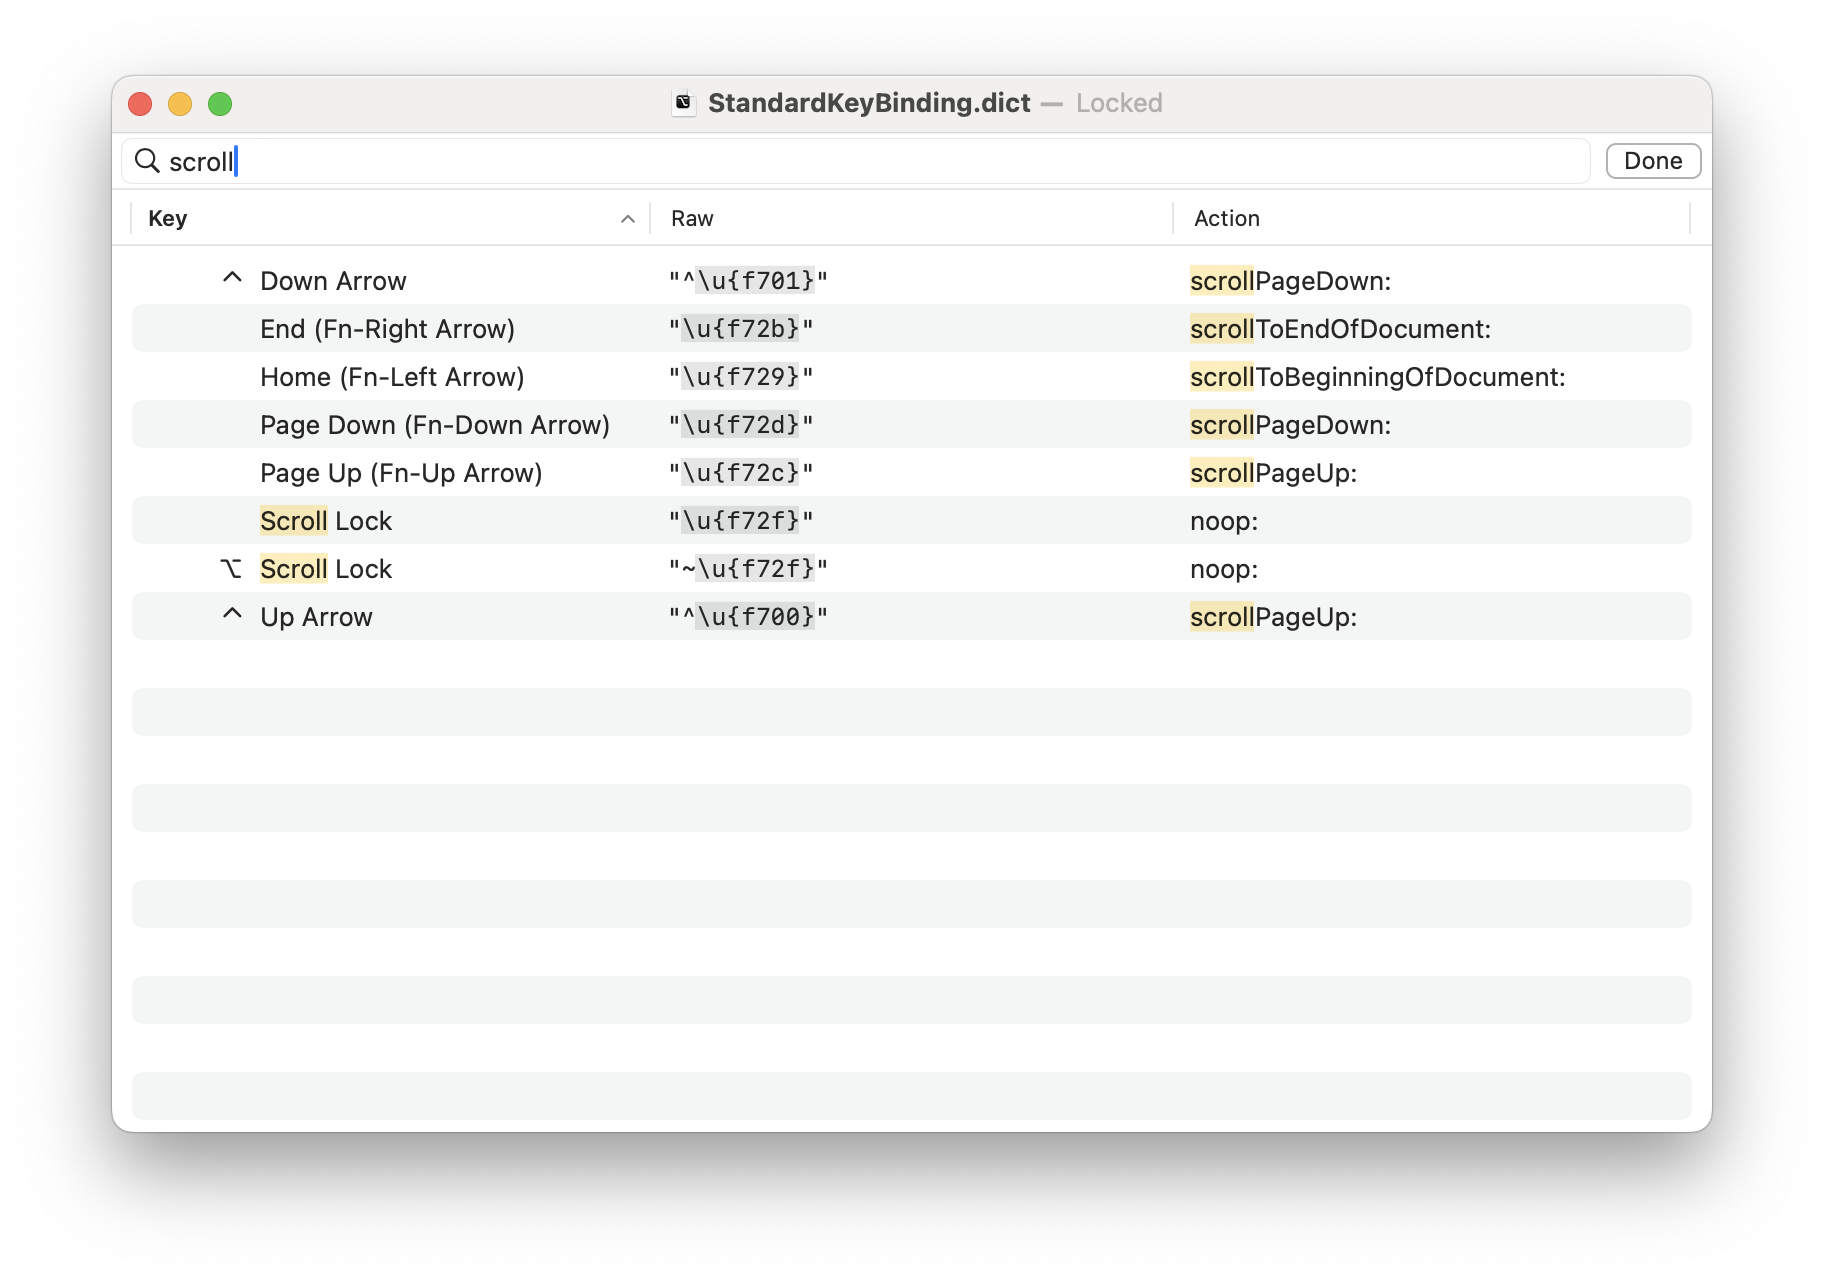 StandardKeyBinding.dict — Locked
scroll Done
Key Raw Action
^ Down Arrow "^\u{f701}" scrollPageDown:
End (Fn-Right Arrow) "\u{f72b}" scrollToEndOfDocument:
Home (Fn-Left Arrow) "\u{f729}" scrollToBeginningOfDocument:
Page Down (Fn-Down Arrow) "\u{f72d}" scrollPageDown:
Page Up (Fn-Up Arrow) "\u{f72c}" scrollPageUp:
Scroll Lock "\u{f72f}" noop:
⌥ Scroll Lock "~\u{f72f}" noop:
^ Up Arrow "^\u{f700}" scrollPageUp: